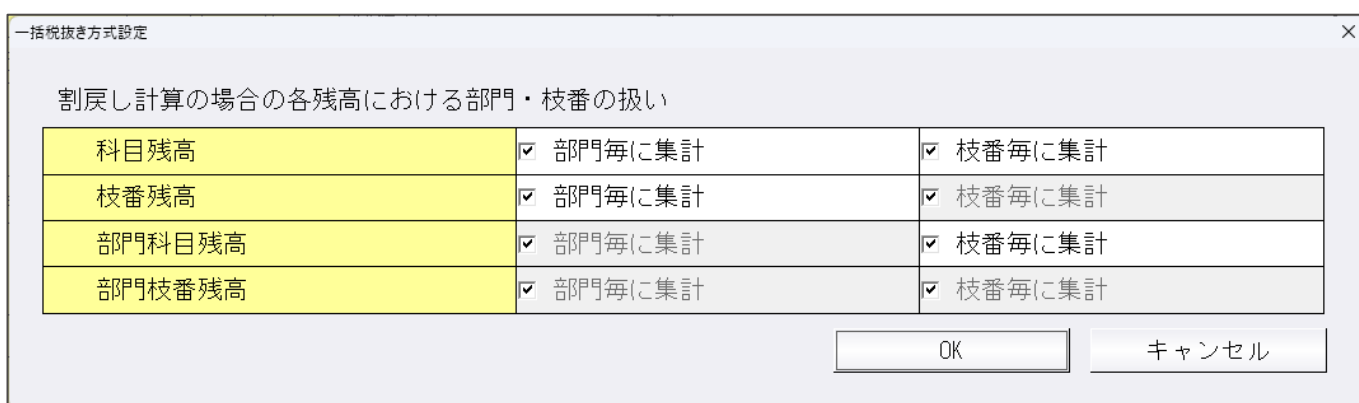 一括税抜き方式設定
割戻し計算の場合の各残高における部門・枝番の扱い
科目残高 部門毎に集計 枝番毎に集計
枝番残高 部門毎に集計 枝番毎に集計
部門科目残高 部門毎に集計 枝番毎に集計
部門枝番残高 部門毎に集計 枝番毎に集計
OK キャンセル